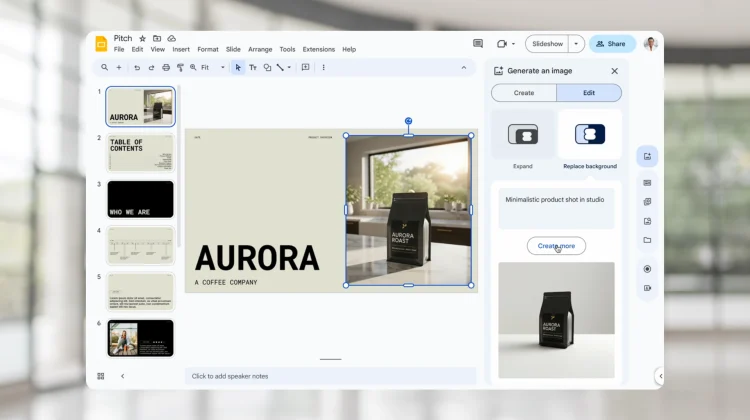 Pitch
File Edit View Insert Format Slide Arrange Tools Extensions Help
Slideshow
Share
Fit
1
AURORA
2
TABLE OF
CONTENTS
3
WHO WE ARE
4
5
6
AURORA
A COFFEE COMPANY
AURORA
ROAST
Click to add speaker notes
Generate an image
Create
Edit
Expand
Replace background
Minimalistic product shot in studio
Create more
AURORA
ROAST